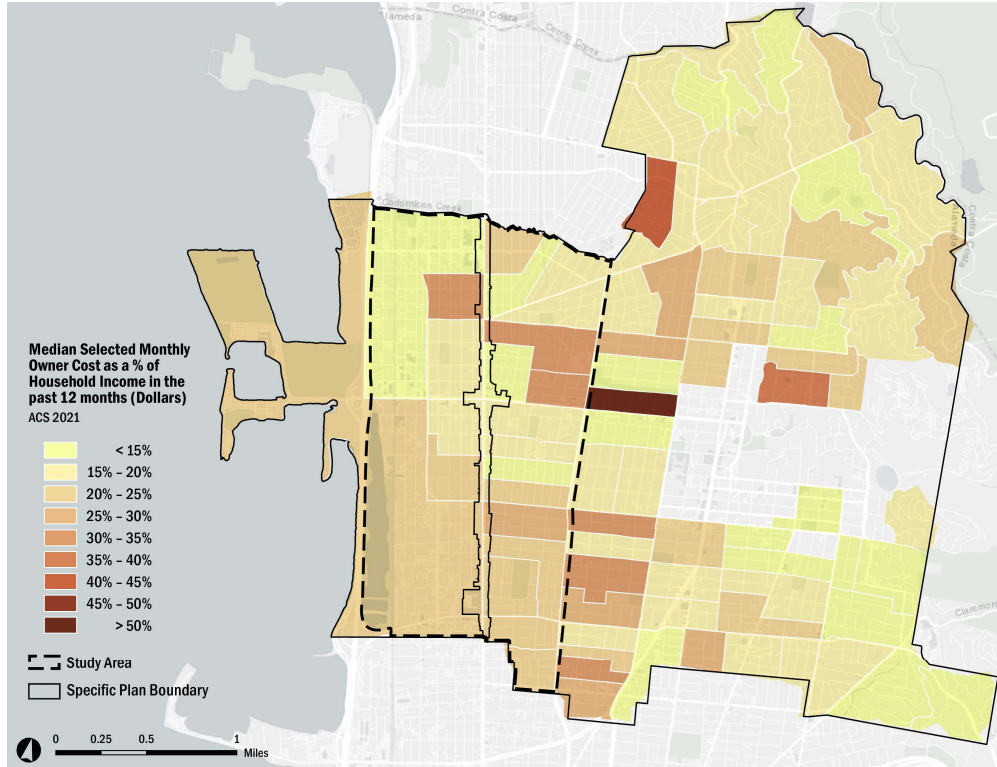 Contra Costa
Alameda
Cerrito Creek
Codornices Creek
Contra Costa
Alameda
Median Selected Monthly
Owner Cost as a % of
Household Income in the
past 12 months (Dollars)
ACS 2021
< 15%
15% – 20%
20% – 25%
25% – 30%
30% – 35%
35% – 40%
40% – 45%
45% – 50%
> 50%
Claremon
Study Area
Specific Plan Boundary
0 0.25 0.5 1
Miles